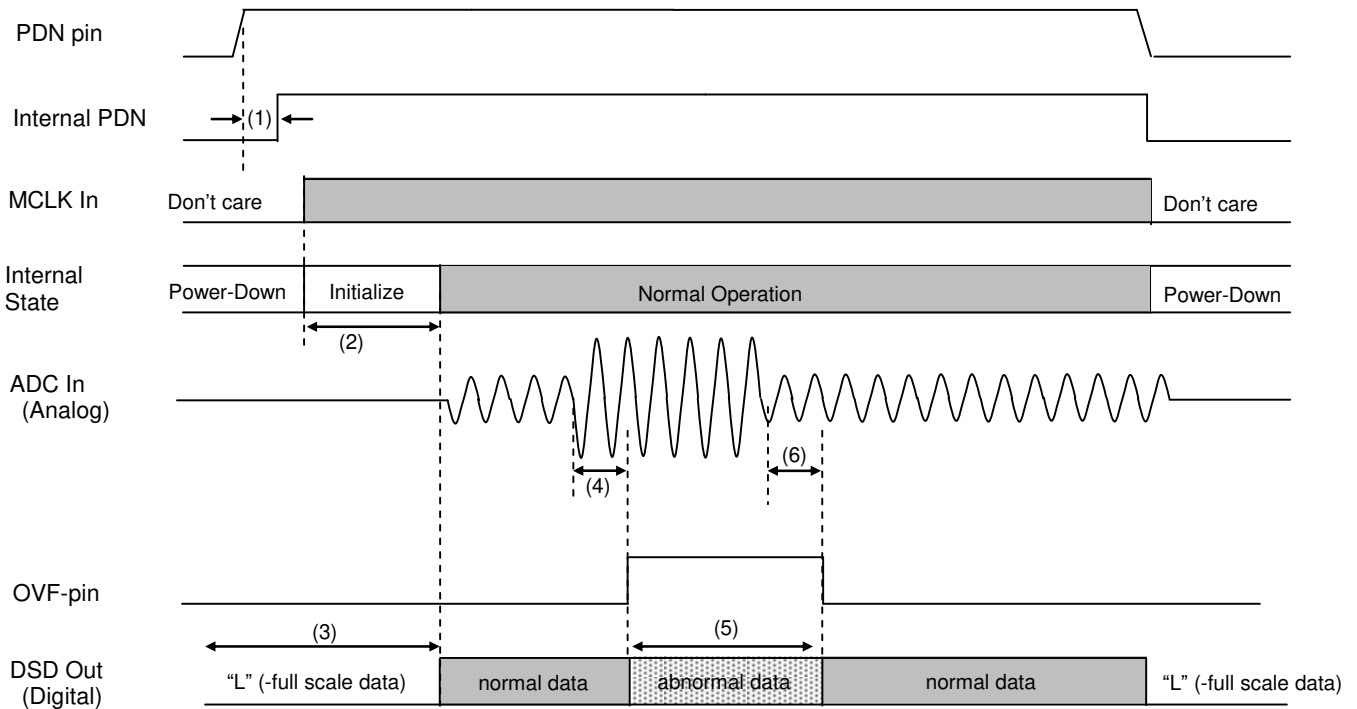 PDN pin
Internal PDN
(1)
MCLK In
Don't care
Don't care
Internal
State
Power-Down
Initialize
Normal Operation
Power-Down
(2)
ADC In
(Analog)
(4)
(6)
OVF-pin
(3)
(5)
DSD Out
(Digital)
“L” (-full scale data)
normal data
abnormal data
normal data
“L” (-full scale data)